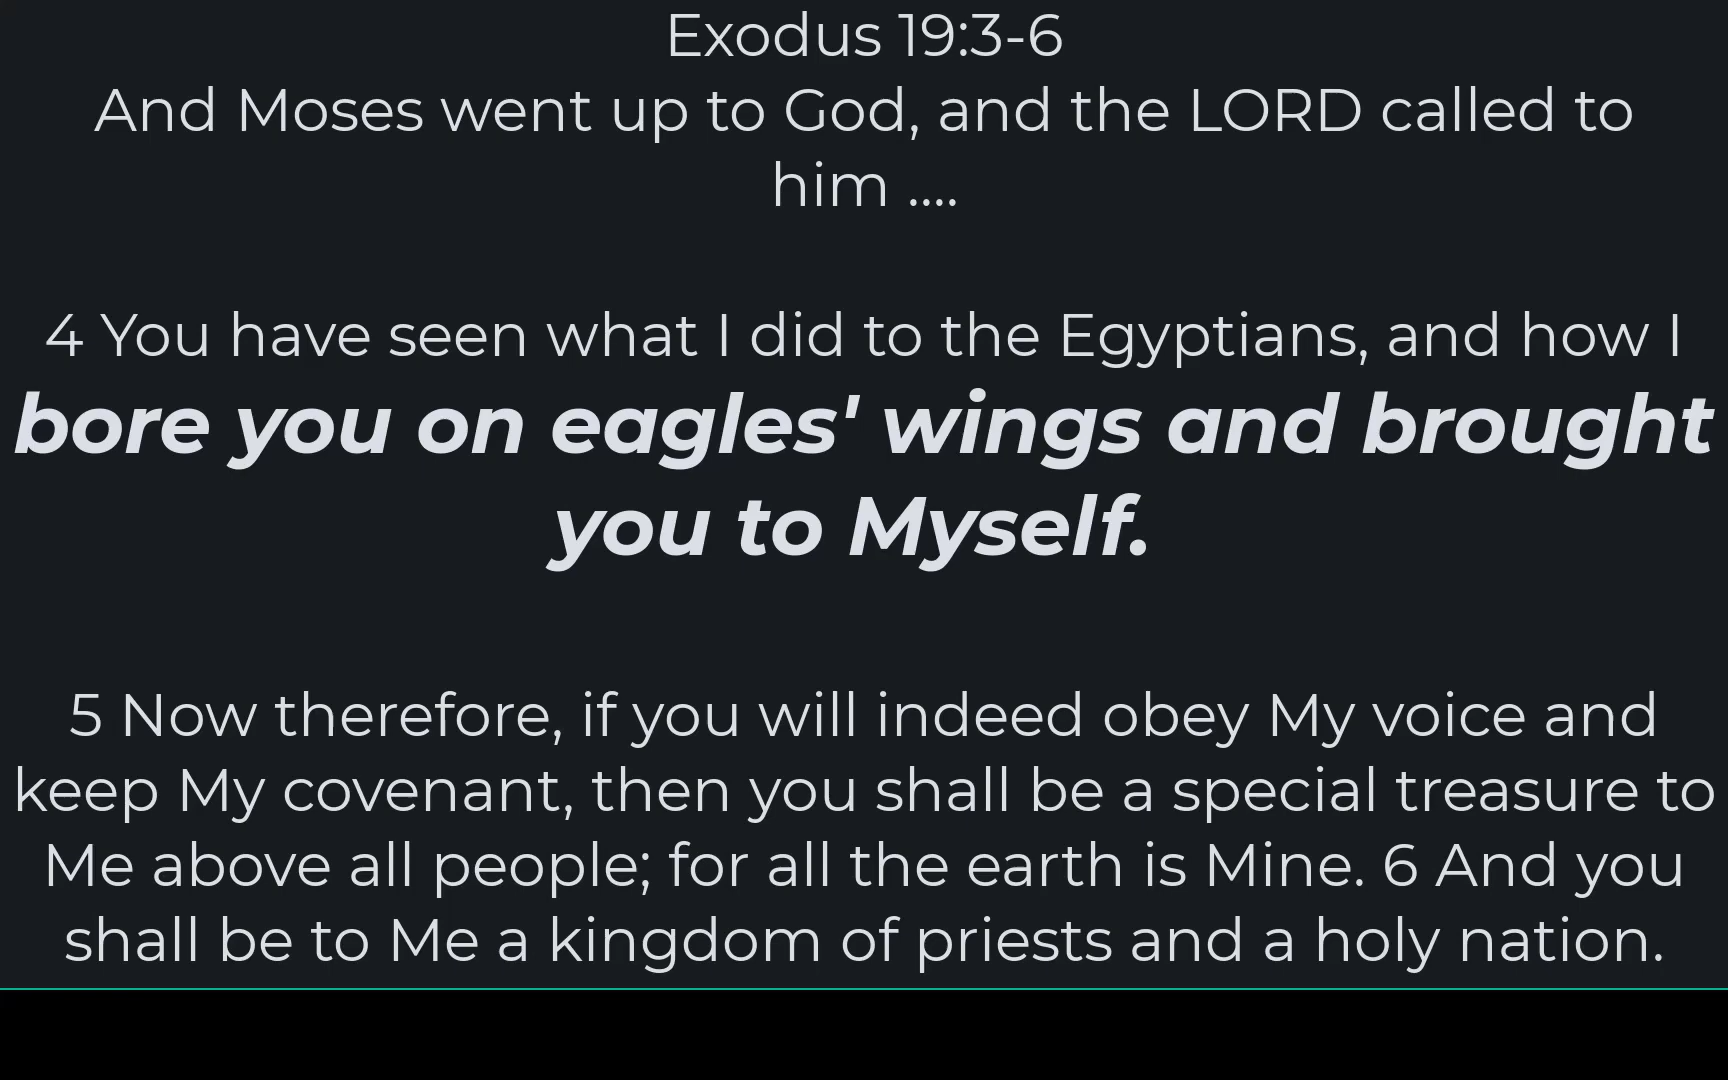 Exodus 19:3-6
And Moses went up to God, and the LORD called to
him ....
4 You have seen what I did to the Egyptians, and how I
bore you on eagles' wings and brought
you to Myself.
5 Now therefore, if you will indeed obey My voice and
keep My covenant, then you shall be a special treasure to
Me above all people; for all the earth is Mine. 6 And you
shall be to Me a kingdom of priests and a holy nation.